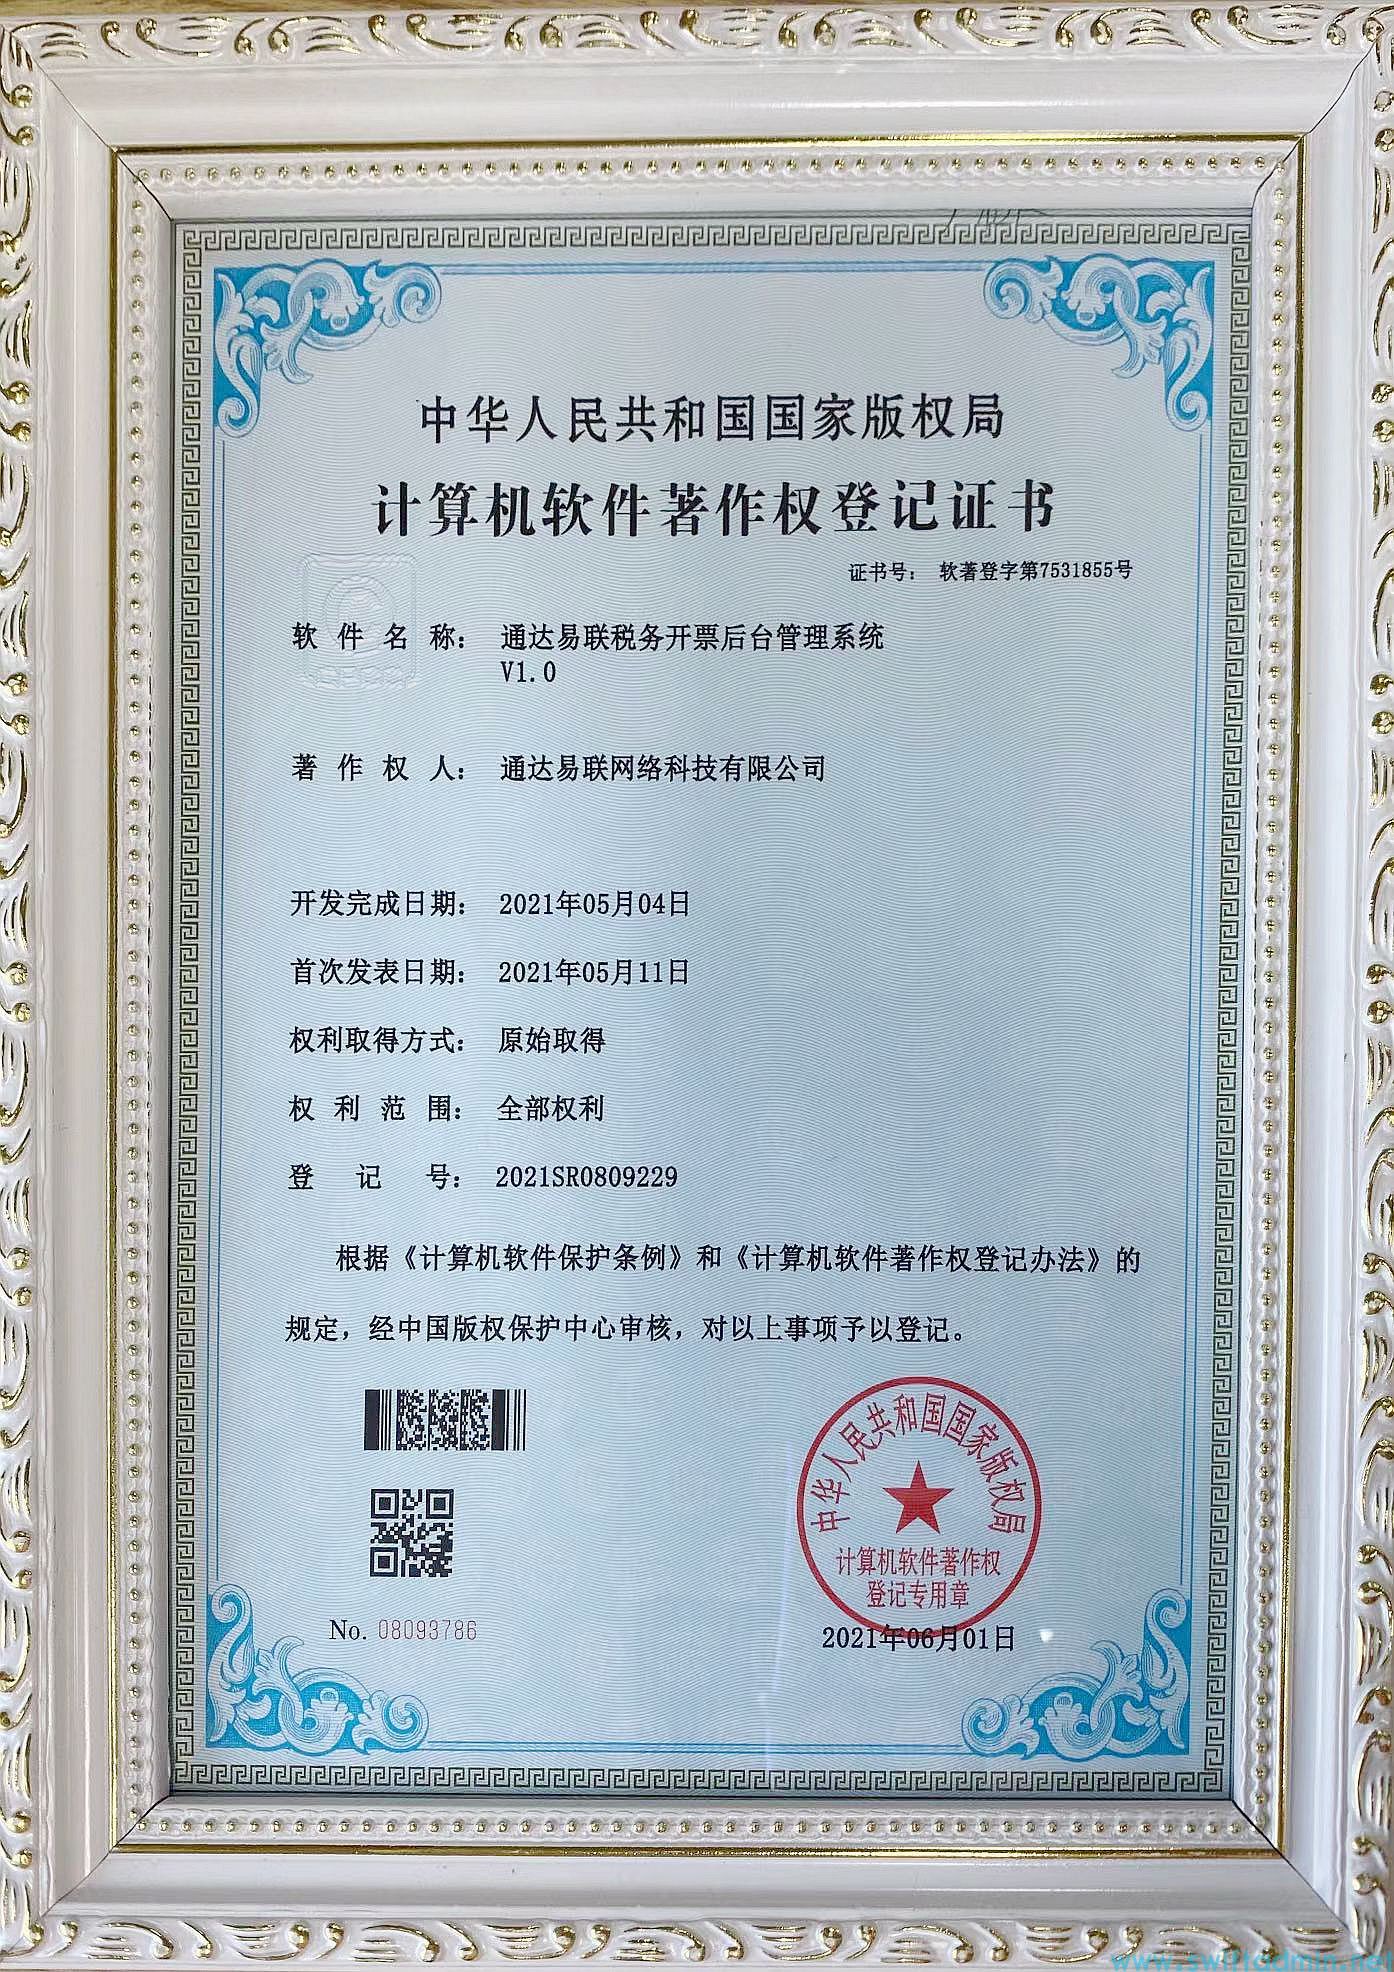 中华人民共和国国家版权局
计算机软件著作权登记证书
证书号： 软著登字第7531855号
软件名称： 通达易联税务开票后台管理系统
V1.0
著作权人： 通达易联网络科技有限公司
开发完成日期： 2021年05月04日
首次发表日期： 2021年05月11日
权利取得方式： 原始取得
权利范围： 全部权利
登记号： 2021SR0809229
根据《计算机软件保护条例》和《计算机软件著作权登记办法》的
规定，经中国版权保护中心审核，对以上事项予以登记。
中华人民共和国国家版权局
计算机软件著作权
登记专用章
No. 08093786
2021年06月01日
www.swiftadmin.net